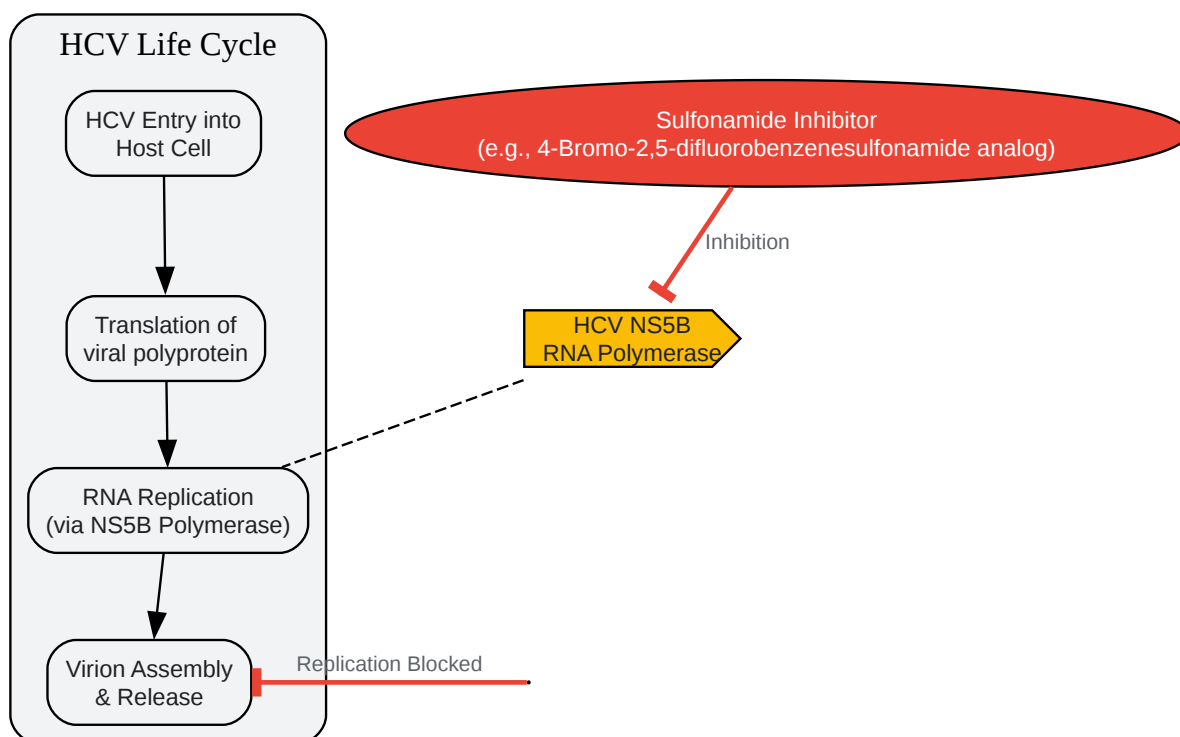 HCV Life Cycle
HCV Entry into
Host Cell
Sulfonamide Inhibitor
(e.g., 4-Bromo-2,5-difluorobenzenesulfonamide analog)
Inhibition
Translation of
viral polyprotein
HCV NS5B
RNA Polymerase
RNA Replication
(via NS5B Polymerase)
Virion Assembly
& Release
Replication Blocked